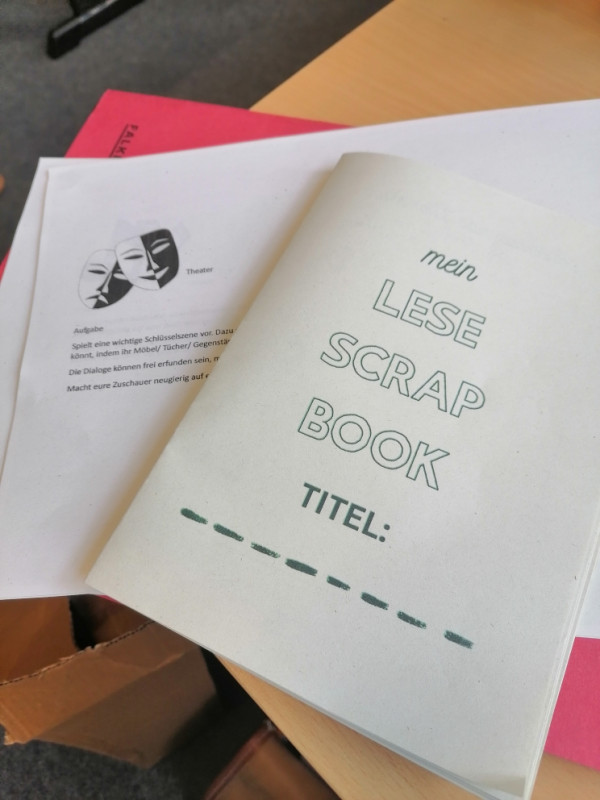 Theater
Aufgabe
Spielt eine wichtige Schlüsselszene vor. Dazu
könnt, indem ihr Möbel/ Tücher/
Die Dialoge können frei erfunden sein,
Macht eure Zuschauer neugierig auf
mein
LESE
SCRAP
BOOK
TITEL: